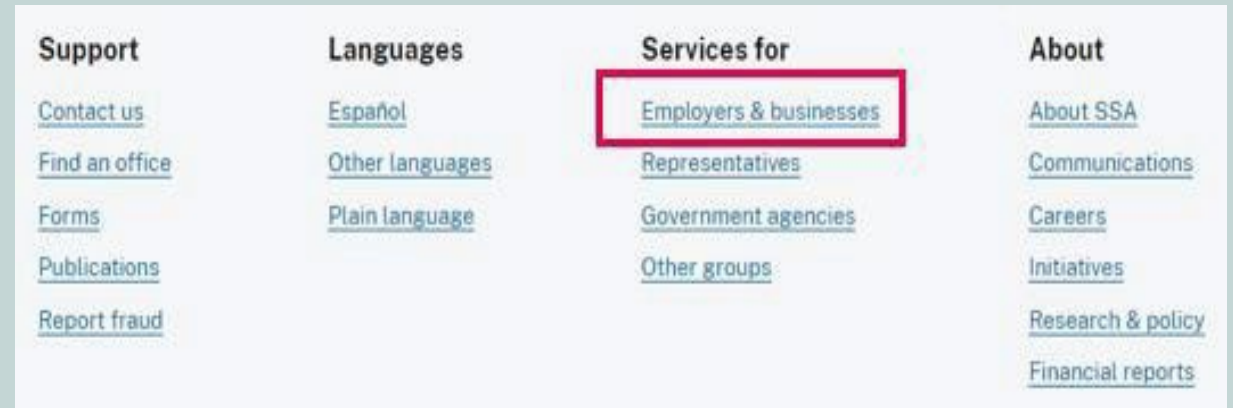 Support
Contact us
Find an office
Forms
Publications
Report fraud
Languages
Español
Other languages
Plain language
Services for
Employers & businesses
Representatives
Government agencies
Other groups
About
About SSA
Communications
Careers
Initiatives
Research & policy
Financial reports